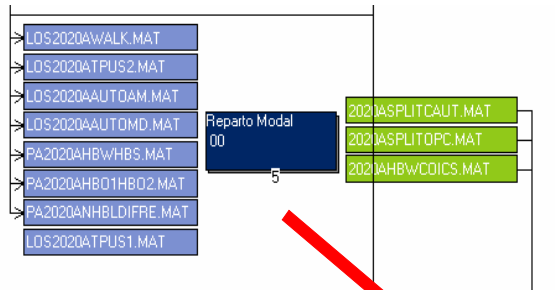 LOS2020AWALK.MAT
LOS2020ATPUS2.MAT
LOS2020AAUTOAM.MAT
LOS2020AAUTOMD.MAT
PA2020AHBWHBS.MAT
PA2020AHBO1HBO2.MAT
PA2020ANHBLDIFRE.MAT
LOS2020ATPUS1.MAT
Reparto Modal
00
5
2020ASPLITCAUT.MAT
2020ASPLITOPC.MAT
2020AHBWCOICS.MAT